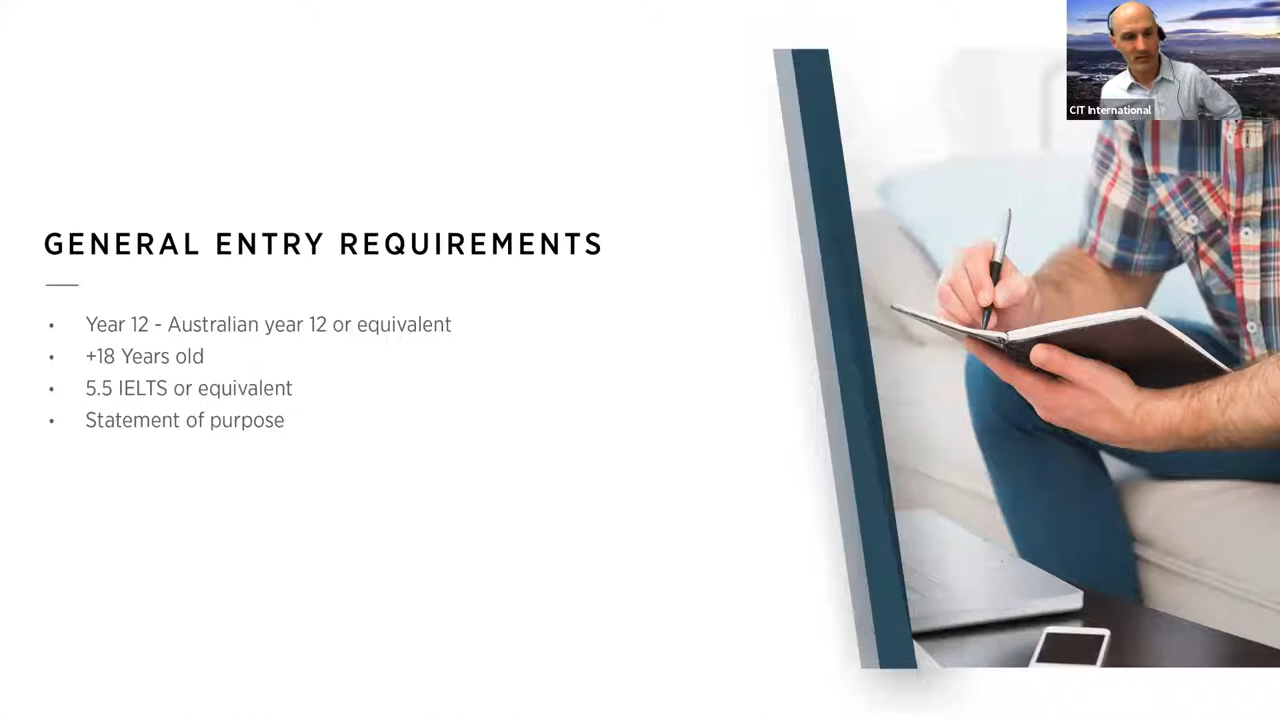 CIT International
GENERAL ENTRY REQUIREMENTS
• Year 12 - Australian year 12 or equivalent
• +18 Years old
• 5.5 IELTS or equivalent
• Statement of purpose